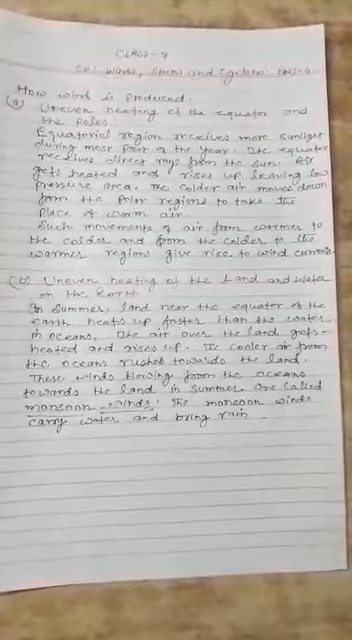 CLASS-7
CH: Winds, Storms and Cyclones. Part-4
How wind is produced.
(a) Uneven heating of the equator and
the poles:
Equatorial region receives more sunlight
during most part of the year. The equator
receives direct rays from the sun. Air
gets heated and rises up leaving low
pressure area. The colder air moves down
from the Polar regions to take the
place of warm air.
Such movements of air from warmer to
the colder and from the colder to the
warmer regions give rise to wind currents.
(b) Uneven heating of the Land and Water
on the Earth
In Summer, land near the equator of the
earth heats up faster than the water
in oceans. The air over the land gets
heated and rises up. The cooler air from
the oceans rushes towards the land.
These winds blowing from the oceans
towards the land in Summer are called
monsoon winds. The monsoon winds
carry water and bring rain